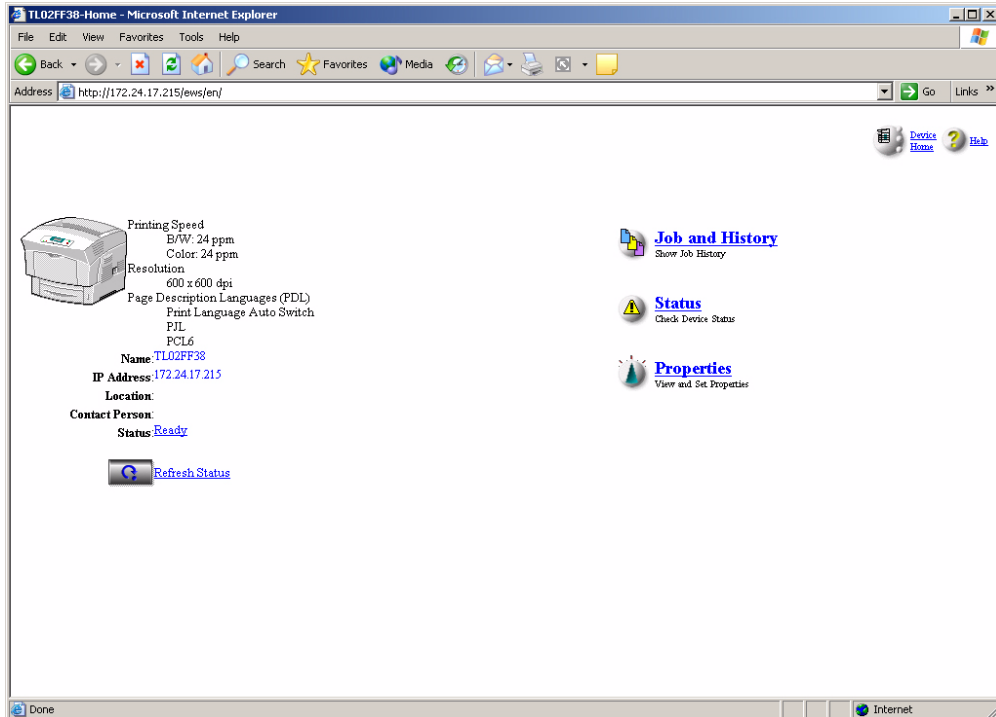 TL02FF38-Home - Microsoft Internet Explorer
File Edit View Favorites Tools Help
Back Search Favorites Media
Address http://172.24.17.215/ews/en/ Go Links »
Device Home Help
Printing Speed
B/W: 24 ppm
Color: 24 ppm
Resolution
600 x 600 dpi
Page Description Languages (PDL)
Print Language Auto Switch
PJL
PCL6
Name: TL02FF38
IP Address: 172.24.17.215
Location:
Contact Person:
Status: Ready
Refresh Status
Job and History
Show Job History
Status
Check Device Status
Properties
View and Set Properties
Done Internet